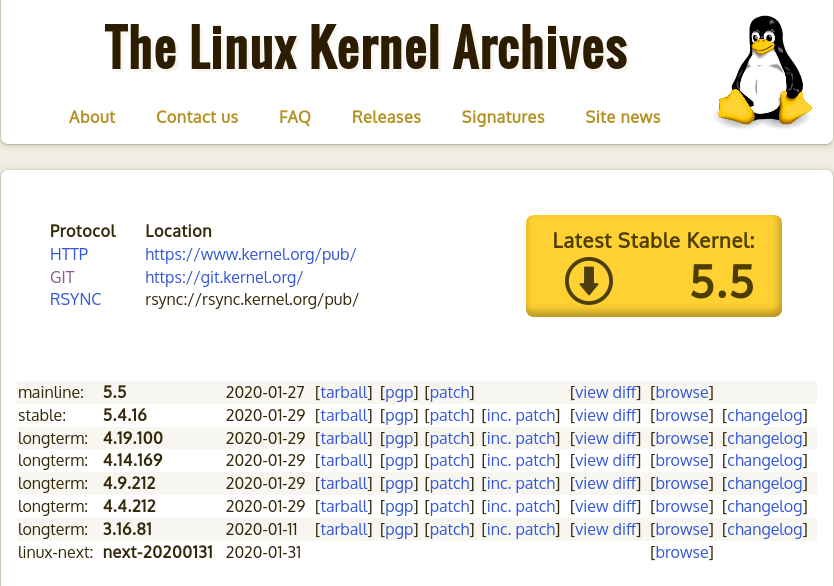 The Linux Kernel Archives
About Contact us FAQ Releases Signatures Site news
Protocol Location
HTTP https://www.kernel.org/pub/
GIT https://git.kernel.org/
RSYNC rsync://rsync.kernel.org/pub/
Latest Stable Kernel:
5.5
mainline: 5.5 2020-01-27 [tarball] [pgp] [patch] [view diff] [browse]
stable: 5.4.16 2020-01-29 [tarball] [pgp] [patch] [inc. patch] [view diff] [browse] [changelog]
longterm: 4.19.100 2020-01-29 [tarball] [pgp] [patch] [inc. patch] [view diff] [browse] [changelog]
longterm: 4.14.169 2020-01-29 [tarball] [pgp] [patch] [inc. patch] [view diff] [browse] [changelog]
longterm: 4.9.212 2020-01-29 [tarball] [pgp] [patch] [inc. patch] [view diff] [browse] [changelog]
longterm: 4.4.212 2020-01-29 [tarball] [pgp] [patch] [inc. patch] [view diff] [browse] [changelog]
longterm: 3.16.81 2020-01-11 [tarball] [pgp] [patch] [inc. patch] [view diff] [browse] [changelog]
linux-next: next-20200131 2020-01-31 [browse]